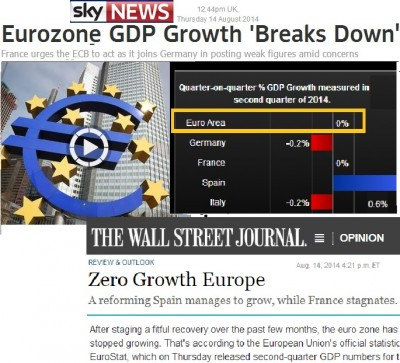 sky NEWS
12:44pm UK,
Thursday 14 August 2014
Eurozone GDP Growth 'Breaks Down'
France urges the ECB to act as it joins Germany in posting weak figures amid concerns
Quarter-on-quarter % GDP Growth measured in
second quarter of 2014.
Euro Area 0%
Germany -0.2%
France 0%
Spain 0.6%
Italy -0.2%
THE WALL STREET JOURNAL. OPINION
REVIEW & OUTLOOK Aug. 14, 2014 4:21 p.m. ET
Zero Growth Europe
A reforming Spain manages to grow, while France stagnates.
After staging a fitful recovery over the past few months, the euro zone has
stopped growing. That's according to the European Union's official statistic
EuroStat, which on Thursday released second-quarter GDP numbers for t